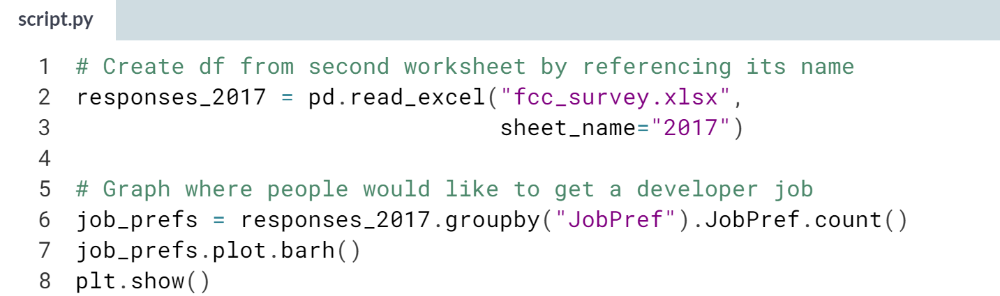 script.py
1 # Create df from second worksheet by referencing its name
2 responses_2017 = pd.read_excel("fcc_survey.xlsx",
3                                sheet_name="2017")
4
5 # Graph where people would like to get a developer job
6 job_prefs = responses_2017.groupby("JobPref").JobPref.count()
7 job_prefs.plot.barh()
8 plt.show()